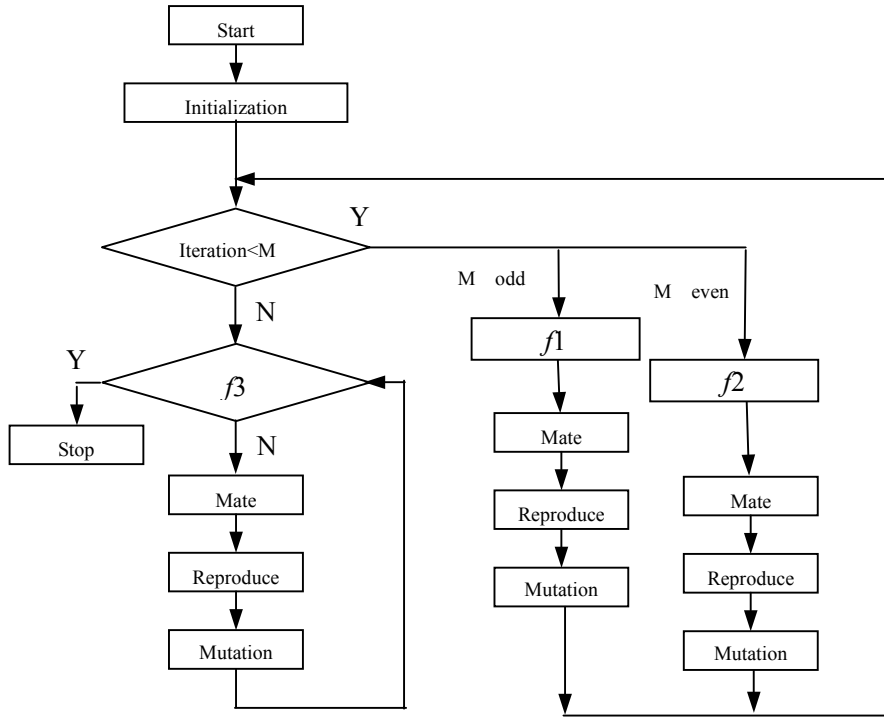 Start
Initialization
Y
Iteration<M
M odd
M even
N
f1
Y
f3
f2
Stop
N
Mate
Mate
Mate
Reproduce
Reproduce
Reproduce
Mutation
Mutation
Mutation